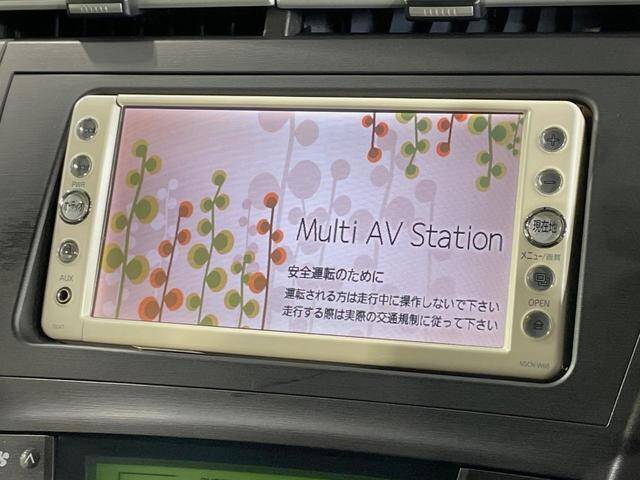 PWR
AUX
Multi AV Station
安全運転のために
運転される方は走行中に操作しないで下さい
走行する際は実際の交通規制に従って下さい
現在地
メニュー/画質
OPEN
NSCN-W60